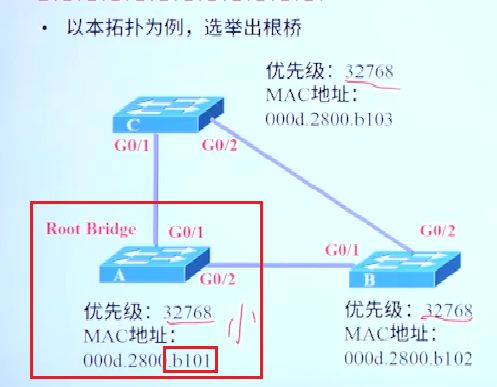 • 以本拓扑为例，选举出根桥
优先级：32768
MAC地址：
000d.2800.b103
C
G0/1
G0/2
Root Bridge
G0/1
A
G0/2
G0/1
G0/2
B
优先级：32768
MAC地址：
000d.2800.b101
小
优先级：32768
MAC地址：
000d.2800.b102